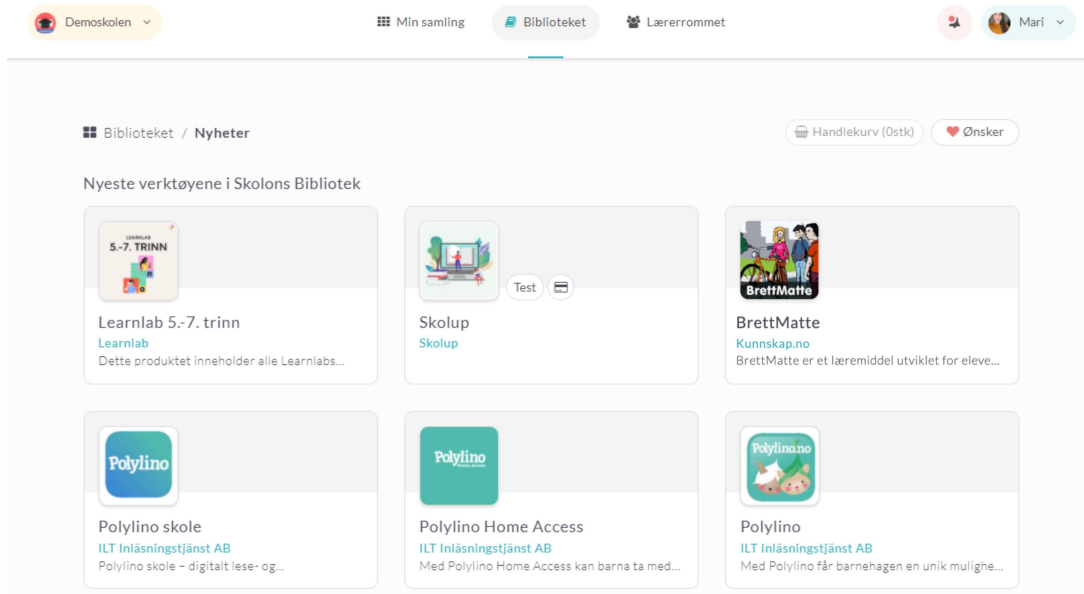 Demoskolen
Min samling
Biblioteket
Lærerrommet
Mari
Biblioteket / Nyheter
Handlekurv (0stk)
Ønsker
Nyeste verktøyene i Skolons Bibliotek
LEARNLAB
5.-7. TRINN
Learnlab 5.-7. trinn
Learnlab
Dette produktet inneholder alle Learnlabs...
Test
Skolup
Skolup
BrettMatte
BrettMatte
Kunnskap.no
BrettMatte er et læremiddel utviklet for eleve...
Polylino
Polylino skole
ILT Inläsningstjänst AB
Polylino skole – digitalt lese- og...
Polylino
Home Access
Polylino Home Access
ILT Inläsningstjänst AB
Med Polylino Home Access kan barna ta med...
Polylino.no
Polylino
ILT Inläsningstjänst AB
Med Polylino får barnehagen en unik mulighe...